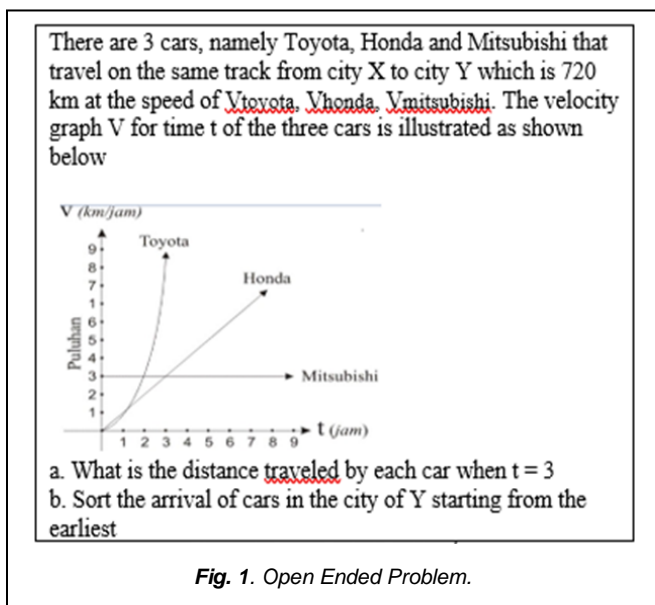 There are 3 cars, namely Toyota, Honda and Mitsubishi that
travel on the same track from city X to city Y which is 720
km at the speed of Vtoyota, Vhonda, Vmitsubishi. The velocity
graph V for time t of the three cars is illustrated as shown
below
V (km/jam)
Toyota
Honda
Mitsubishi
Puluhan
9
8
7
1
6
5
4
3
2
1
1 2 3 4 5 6 7 8 9
t (jam)
a. What is the distance traveled by each car when t = 3
b. Sort the arrival of cars in the city of Y starting from the
earliest
Fig. 1. Open Ended Problem.